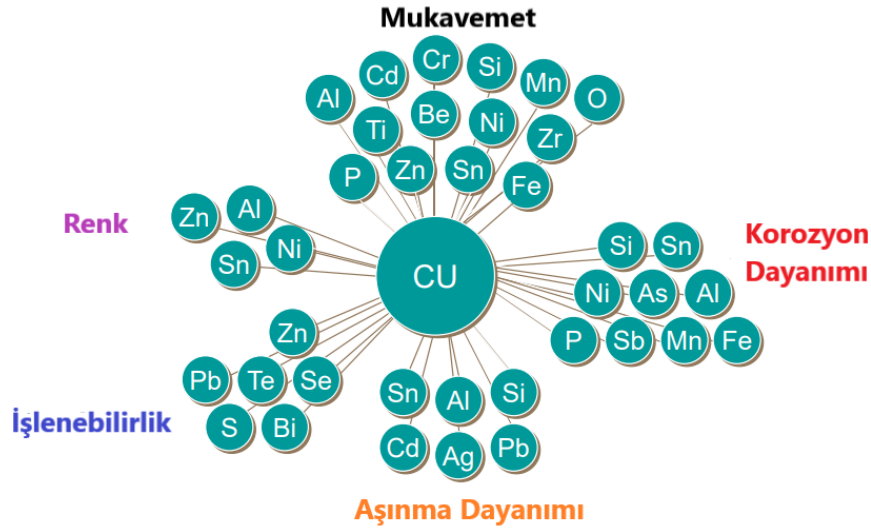 Mukavemet
Cr
Cd Si
Mn
Al O
Be
Ti Ni
Zr
P Zn Sn
Fe
Renk
Zn Al
Ni
Sn
CU
Korozyon
Dayanımı
Si Sn
Ni As Al
P Sb Mn Fe
İşlenebilirlik
Zn
Pb Te Se
S Bi
Sn Al Si
Cd Ag Pb
Aşınma Dayanımı